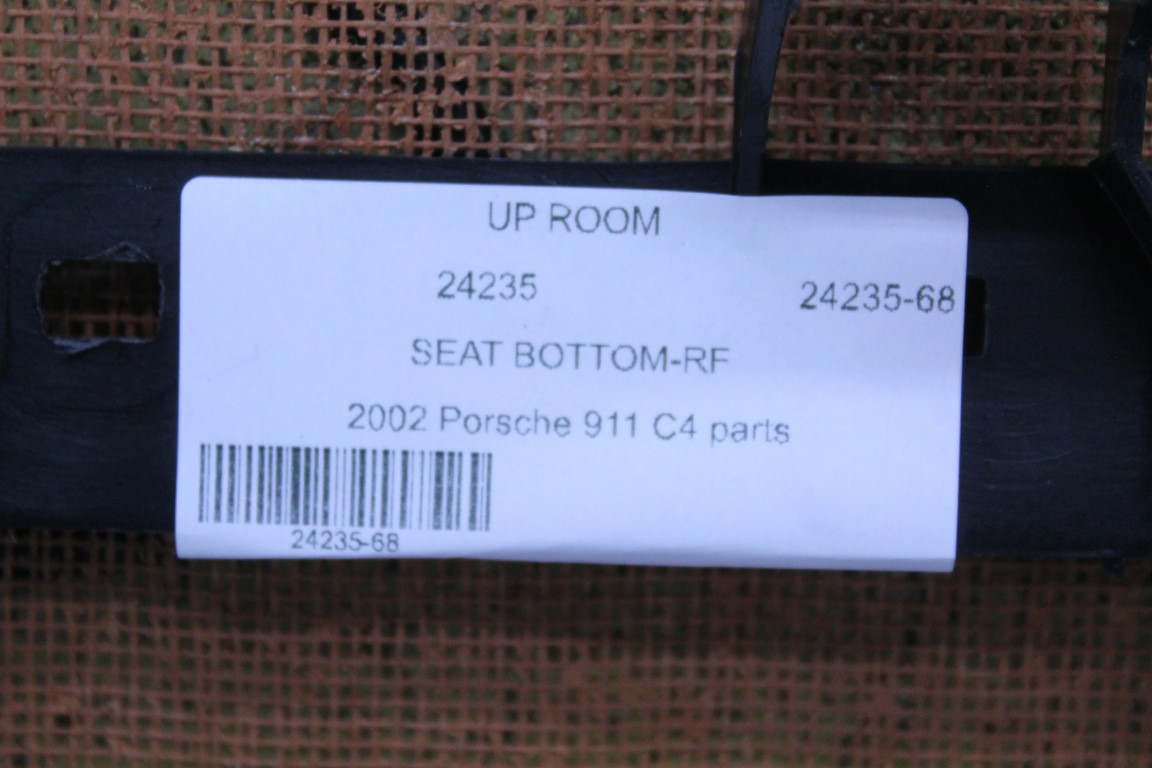 UP ROOM
24235 24235-68
SEAT BOTTOM-RF
2002 Porsche 911 C4 parts
24235-68